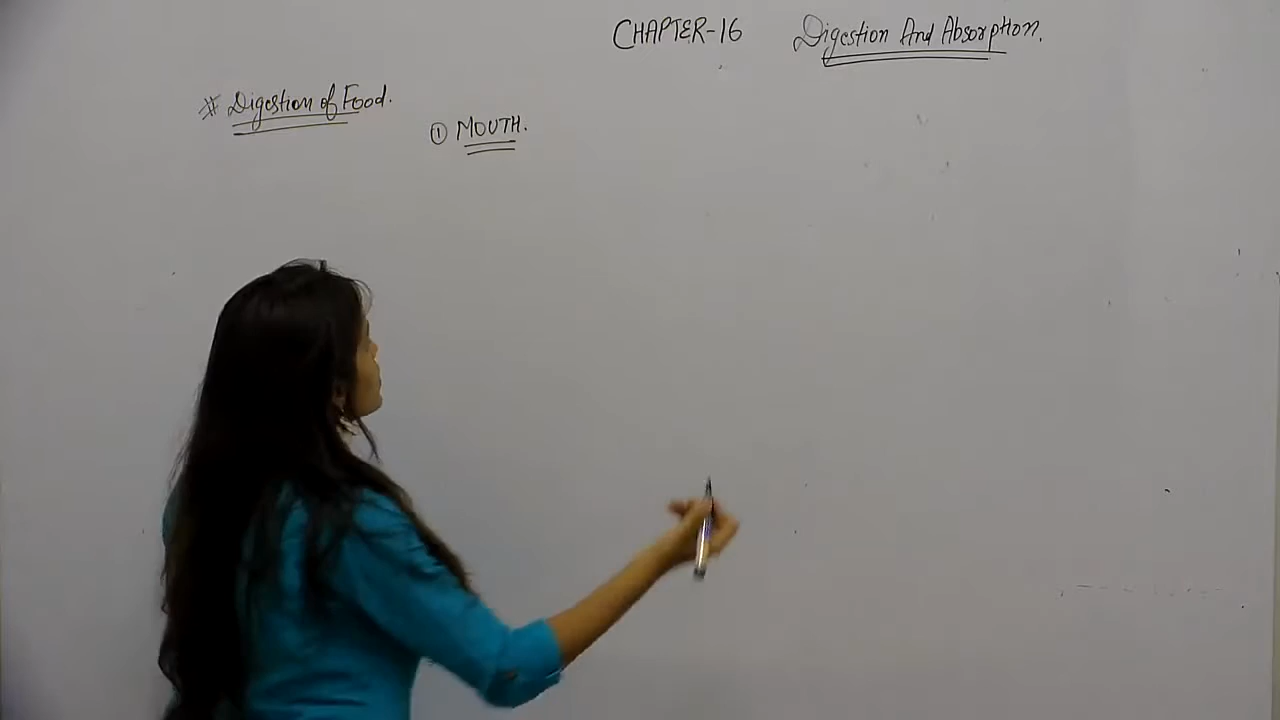 CHAPTER-16 Digestion And Absorption.
# Digestion of Food.
① MOUTH.